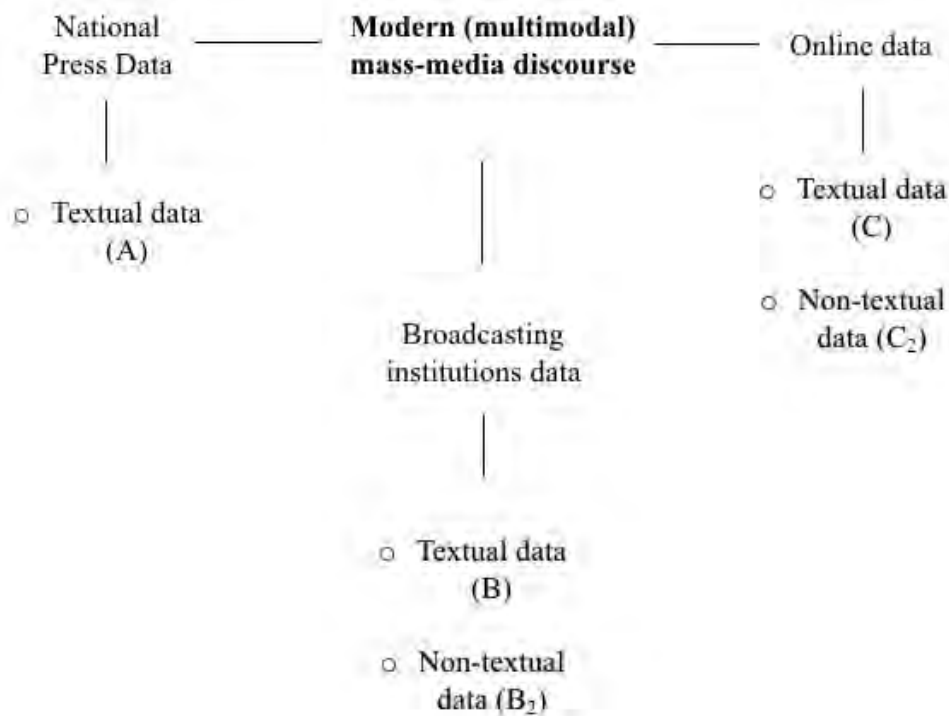 National
Press Data
Modern (multimodal)
mass-media discourse
Online data
○ Textual data
(A)
○ Textual data
(C)
○ Non-textual
data (C₂)
Broadcasting
institutions data
○ Textual data
(B)
○ Non-textual
data (B₂)